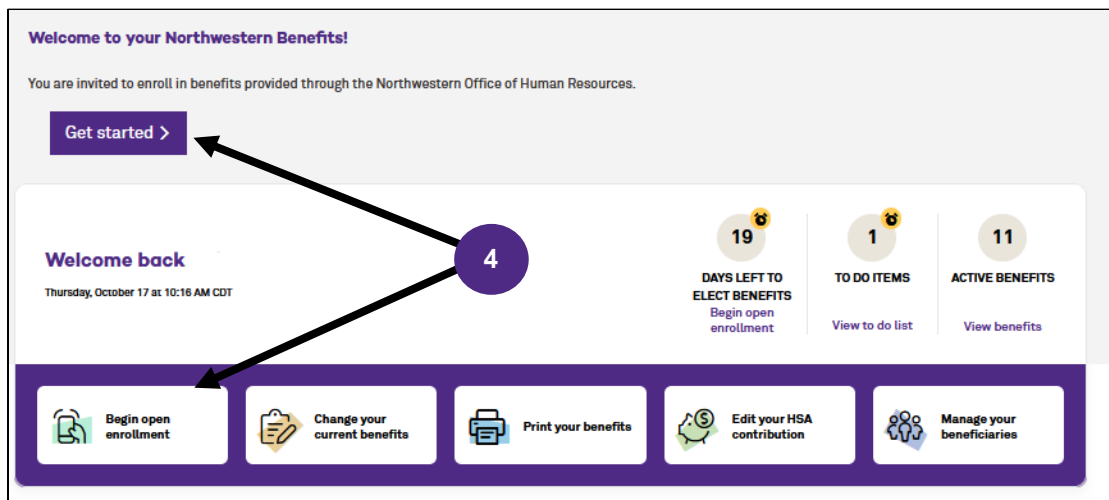 Welcome to your Northwestern Benefits!
You are invited to enroll in benefits provided through the Northwestern Office of Human Resources.
Get started >
4
Welcome back
Thursday, October 17 at 10:16 AM CDT
19
DAYS LEFT TO
ELECT BENEFITS
Begin open
enrollment
1
TO DO ITEMS
View to do list
11
ACTIVE BENEFITS
View benefits
Begin open
enrollment
Change your
current benefits
Print your benefits
Edit your HSA
contribution
Manage your
beneficiaries